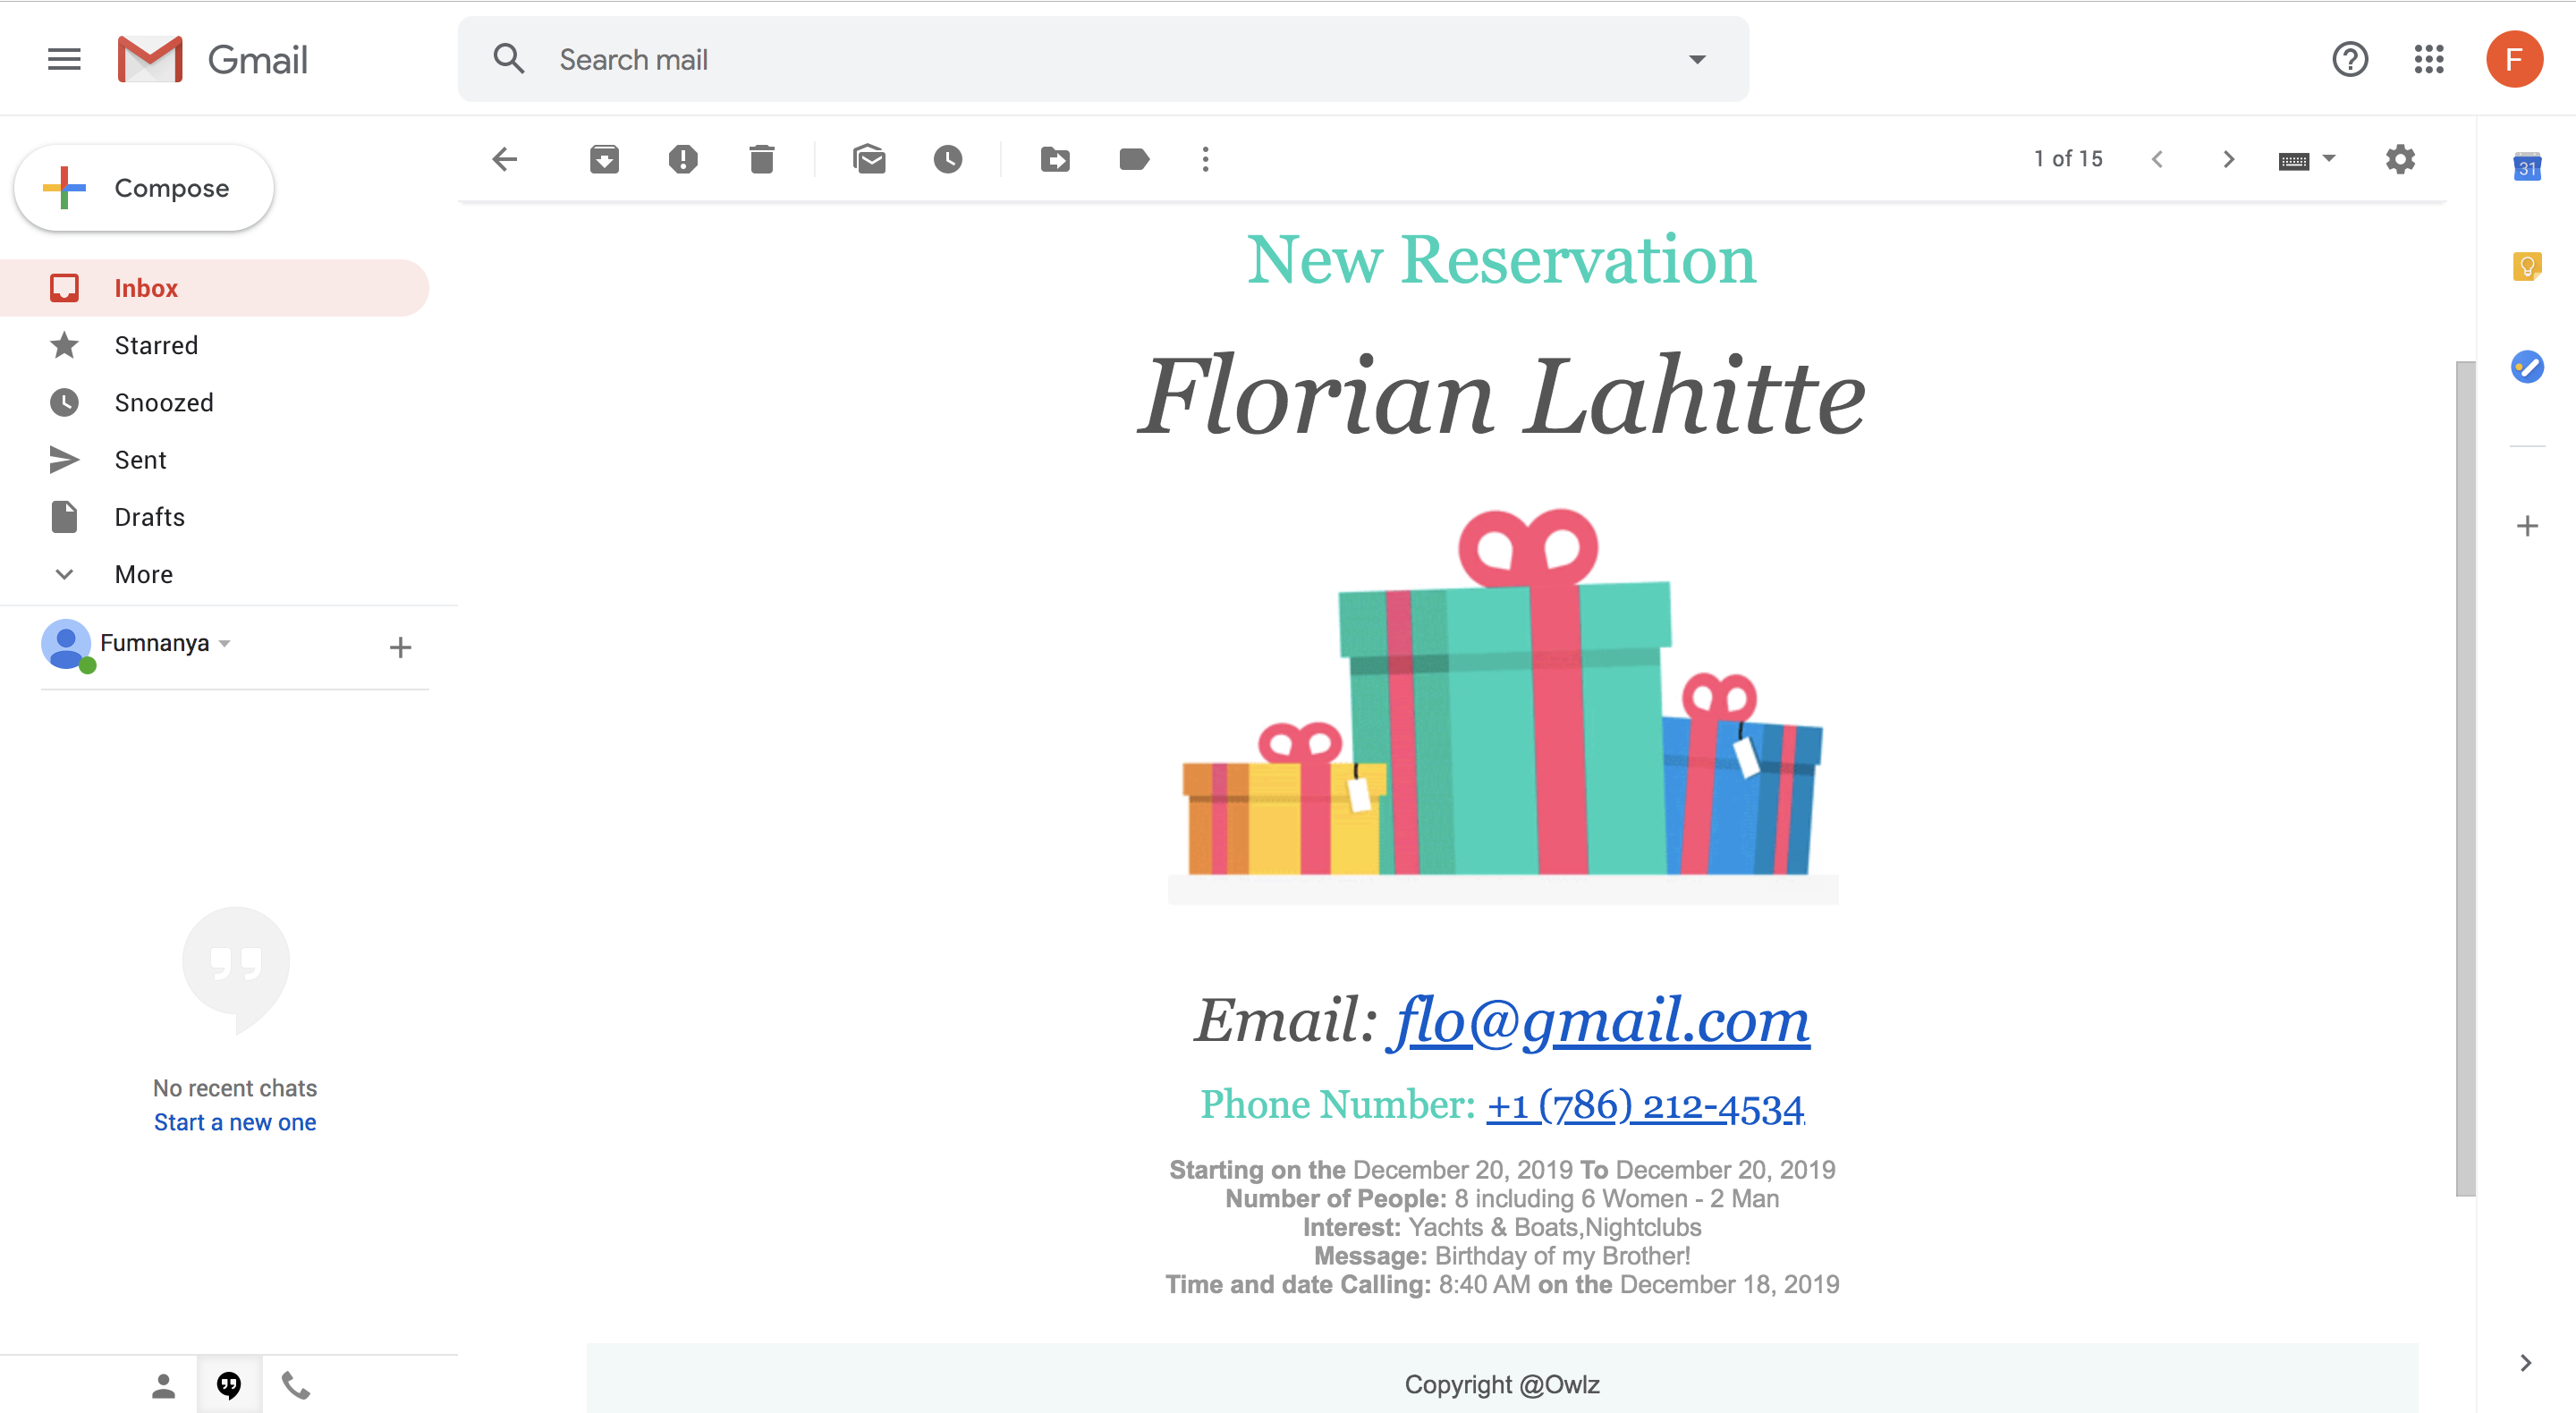 Gmail
Search mail
F
Compose
1 of 15
31
Inbox
Starred
Snoozed
Sent
Drafts
More
Fumnanya
No recent chats
Start a new one
New Reservation
Florian Lahitte
Email: flo@gmail.com
Phone Number: +1 (786) 212-4534
Starting on the December 20, 2019 To December 20, 2019
Number of People: 8 including 6 Women - 2 Man
Interest: Yachts & Boats,Nightclubs
Message: Birthday of my Brother!
Time and date Calling: 8:40 AM on the December 18, 2019
Copyright @Owlz